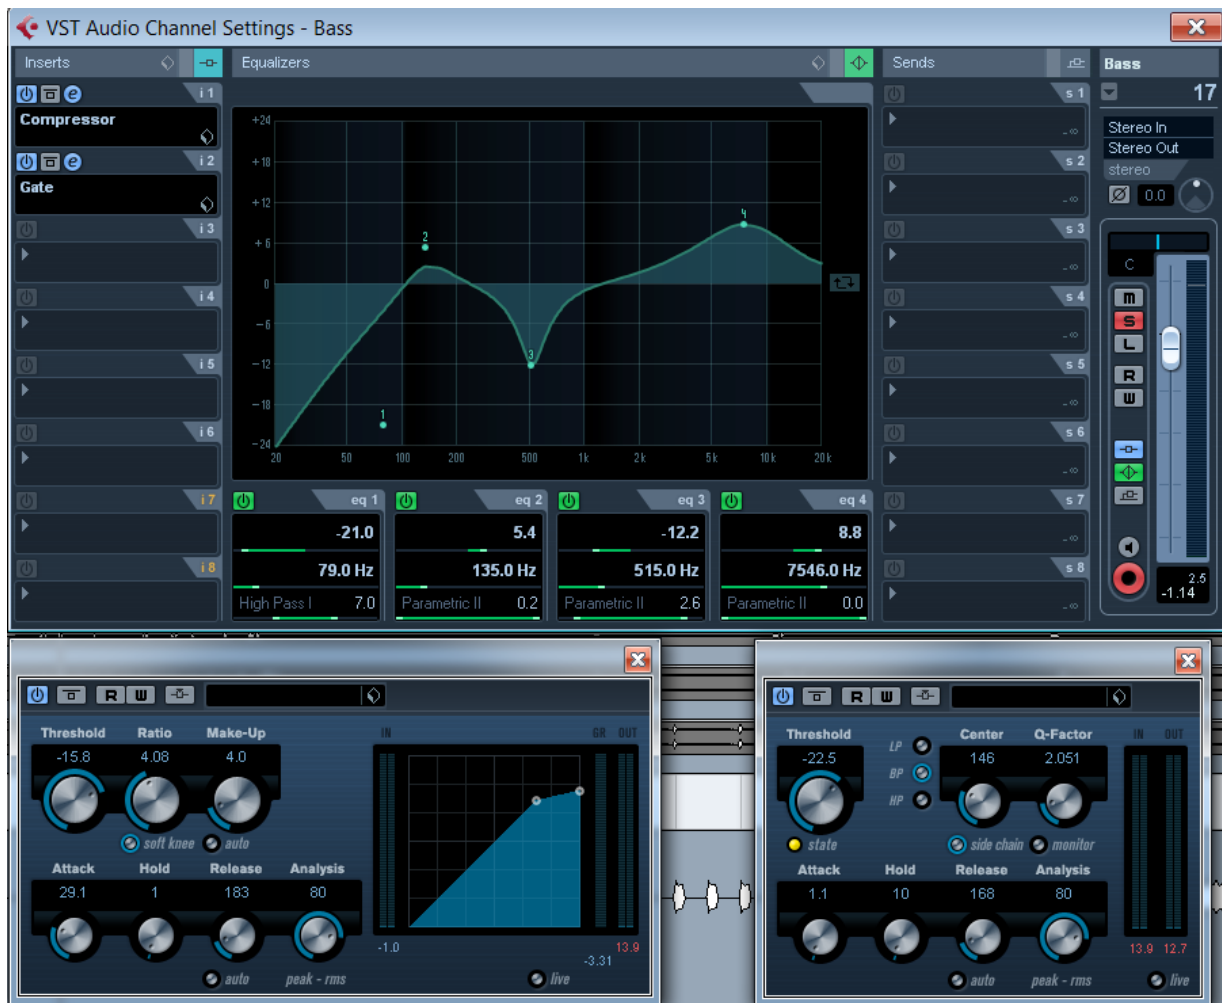 VST Audio Channel Settings - Bass
Inserts
Equalizers
Sends
Bass
i 1
Compressor
i 2
Gate
i 3
i 4
i 5
i 6
i 7
i 8
+24
+18
+12
+6
0
-6
-12
-18
-24
20 50 100 200 500 1k 2k 5k 10k 20k
1
2
3
4
eq 1
-21.0
79.0 Hz
High Pass I 7.0
eq 2
5.4
135.0 Hz
Parametric II 0.2
eq 3
-12.2
515.0 Hz
Parametric II 2.6
eq 4
8.8
7546.0 Hz
Parametric II 0.0
s 1
-∞
s 2
-∞
s 3
-∞
s 4
-∞
s 5
-∞
s 6
-∞
s 7
-∞
s 8
-∞
17
Stereo In
Stereo Out
stereo
0.0
C
m
S
L
R
W
2.5
-1.14
R W
Threshold Ratio Make-Up
-15.8 4.08 4.0
soft knee auto
Attack Hold Release Analysis
29.1 1 183 80
auto peak - rms
IN GR OUT
-1.0 -3.31 13.9
live
R W
Threshold
-22.5
state
LP
BP
HP
Center Q-Factor
146 2.051
side chain monitor
Attack Hold Release Analysis
1.1 10 168 80
auto peak - rms
IN OUT
13.9 12.7
live